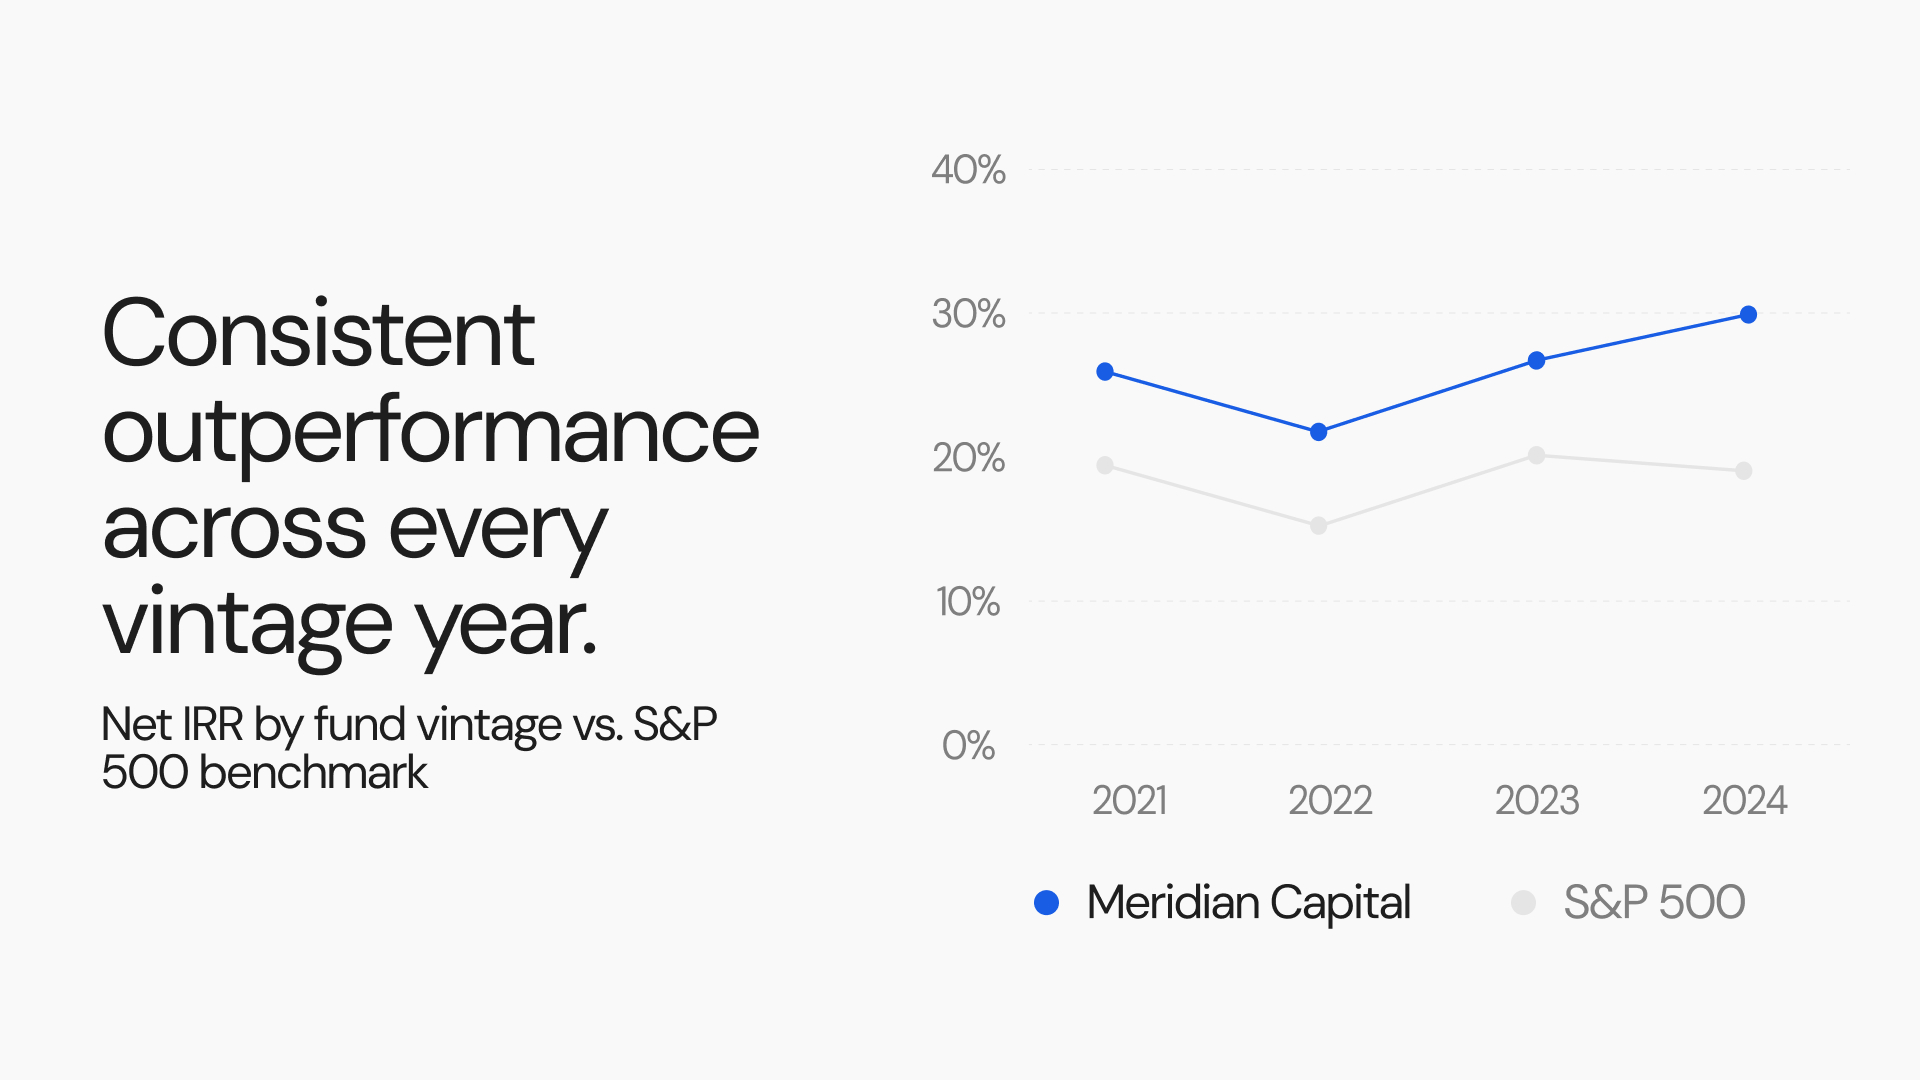 Consistent
outperformance
across every
vintage year.
Net IRR by fund vintage vs. S&P
500 benchmark
40%
30%
20%
10%
0%
2021 2022 2023 2024
Meridian Capital S&P 500